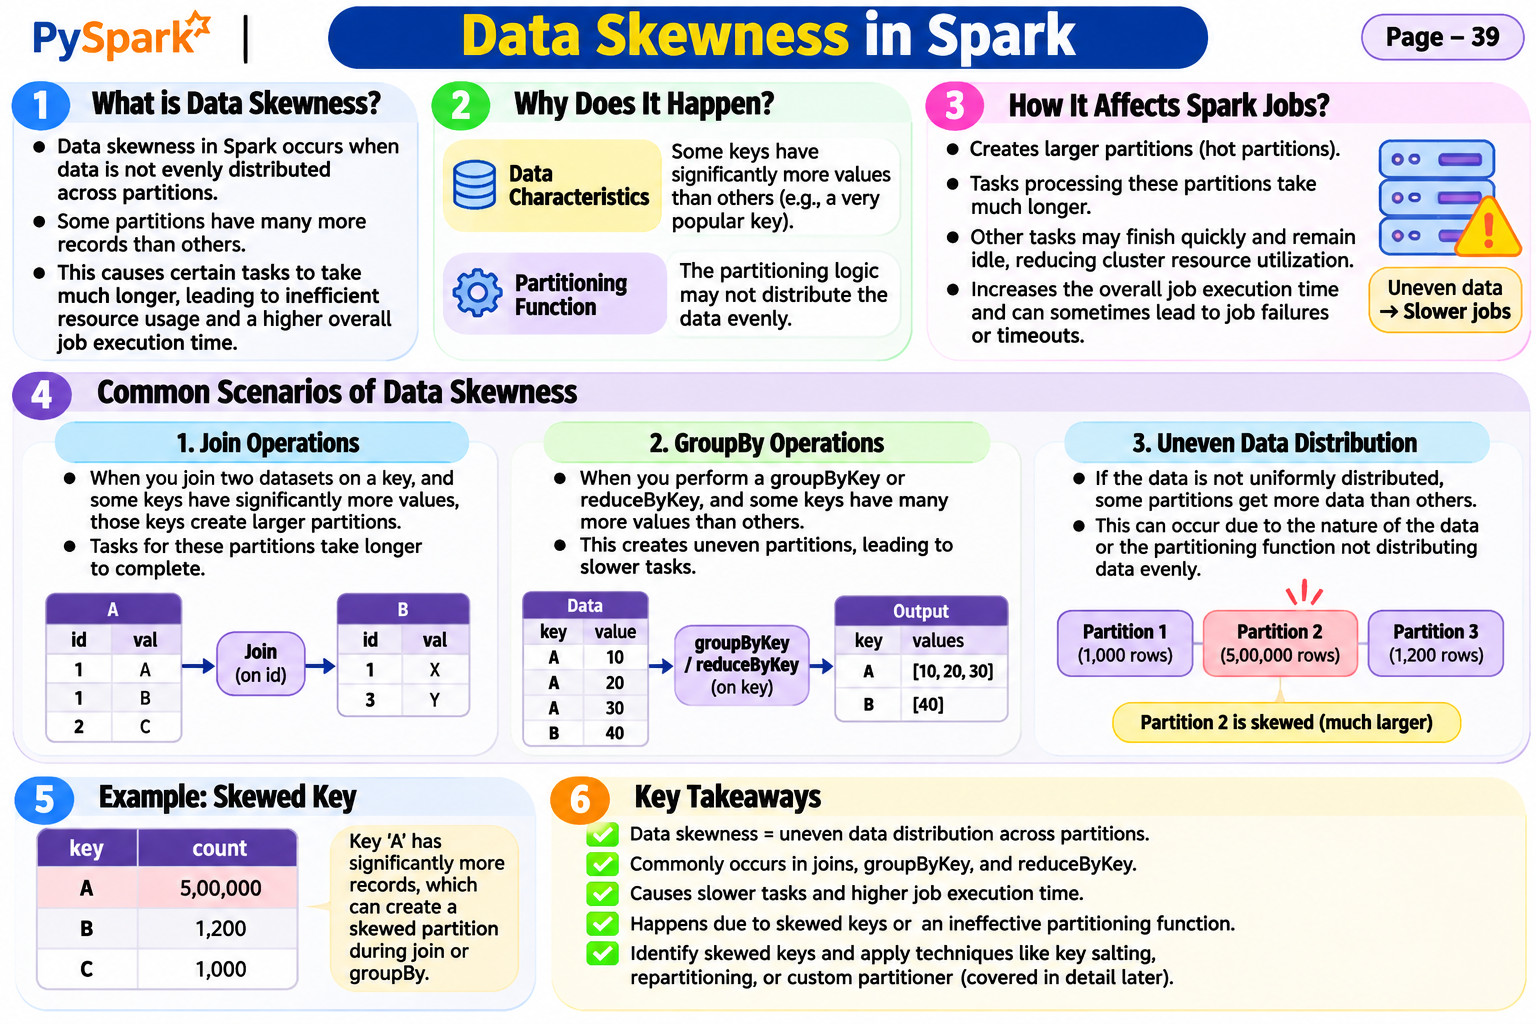 PySpark
Data Skewness in Spark
Page – 39
1
What is Data Skewness?
● Data skewness in Spark occurs when
data is not evenly distributed
across partitions.
● Some partitions have many more
records than others.
● This causes certain tasks to take
much longer, leading to inefficient
resource usage and a higher overall
job execution time.
2
Why Does It Happen?
Data
Characteristics
Some keys have
significantly more values
than others (e.g., a very
popular key).
Partitioning
Function
The partitioning logic
may not distribute the
data evenly.
3
How It Affects Spark Jobs?
● Creates larger partitions (hot partitions).
● Tasks processing these partitions take
much longer.
● Other tasks may finish quickly and remain
idle, reducing cluster resource utilization.
● Increases the overall job execution time
and can sometimes lead to job failures
or timeouts.
Uneven data
→ Slower jobs
4
Common Scenarios of Data Skewness
1. Join Operations
● When you join two datasets on a key, and
some keys have significantly more values,
those keys create larger partitions.
● Tasks for these partitions take longer
to complete.
A
id val
1 A
1 B
2 C
Join
(on id)
B
id val
1 X
3 Y
2. GroupBy Operations
● When you perform a groupByKey or
reduceByKey, and some keys have many
more values than others.
● This creates uneven partitions, leading to
slower tasks.
Data
key value
A 10
A 20
A 30
B 40
groupByKey
/ reduceByKey
(on key)
Output
key values
A [10, 20, 30]
B [40]
3. Uneven Data Distribution
● If the data is not uniformly distributed,
some partitions get more data than others.
● This can occur due to the nature of the data
or the partitioning function not distributing
data evenly.
Partition 1
(1,000 rows)
Partition 2
(5,00,000 rows)
Partition 3
(1,200 rows)
Partition 2 is skewed (much larger)
5
Example: Skewed Key
key count
A 5,00,000
B 1,200
C 1,000
Key ‘A’ has
significantly more
records, which
can create a
skewed partition
during join or
groupBy.
6
Key Takeaways
Data skewness = uneven data distribution across partitions.
Commonly occurs in joins, groupByKey, and reduceByKey.
Causes slower tasks and higher job execution time.
Happens due to skewed keys or an ineffective partitioning function.
Identify skewed keys and apply techniques like key salting,
repartitioning, or custom partitioner (covered in detail later).